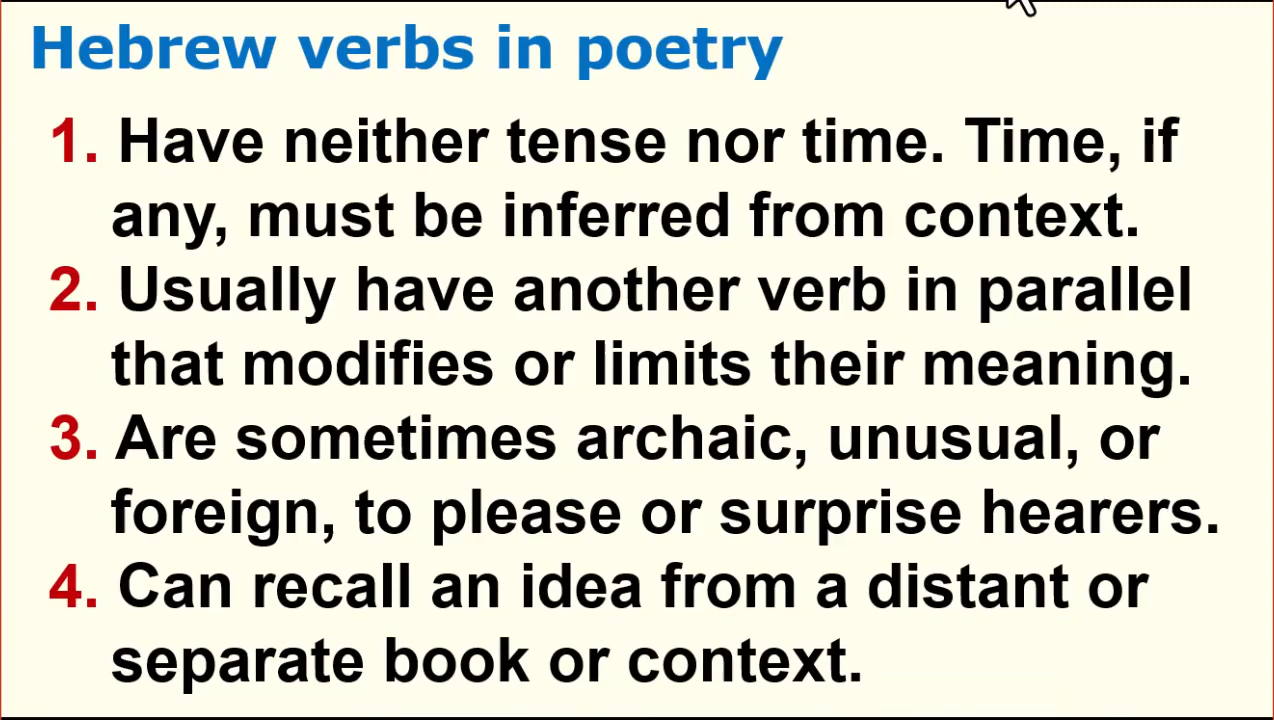 Hebrew verbs in poetry
1. Have neither tense nor time. Time, if
any, must be inferred from context.
2. Usually have another verb in parallel
that modifies or limits their meaning.
3. Are sometimes archaic, unusual, or
foreign, to please or surprise hearers.
4. Can recall an idea from a distant or
separate book or context.